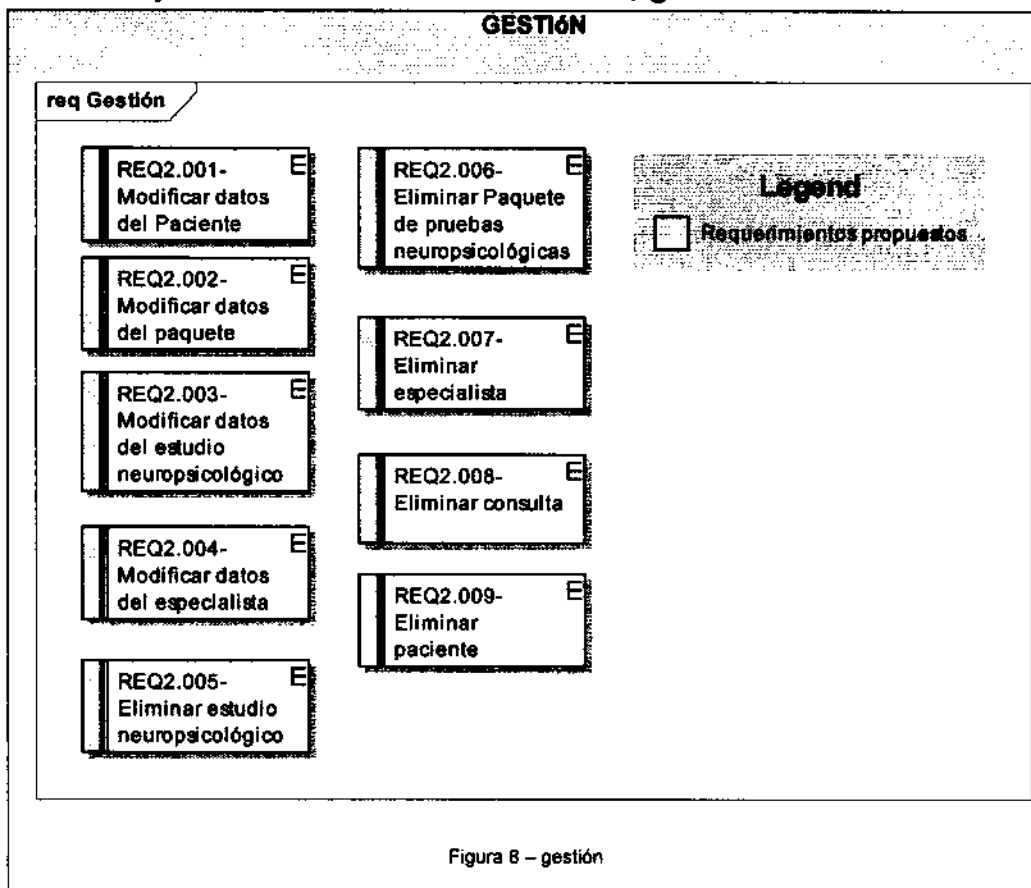 GESTIóN
req Gestión
REQ2.001-
Modificar datos
del Paciente
REQ2.002-
Modificar datos
del paquete
REQ2.003-
Modificar datos
del estudio
neuropsicológico
REQ2.004-
Modificar datos
del especialista
REQ2.005-
Eliminar estudio
neuropsicológico
REQ2.006-
Eliminar Paquete
de pruebas
neuropsicológicas
REQ2.007-
Eliminar
especialista
REQ2.008-
Eliminar consulta
REQ2.009-
Eliminar
paciente
Legend
Requerimientos propuestos
Figura 8 – gestión